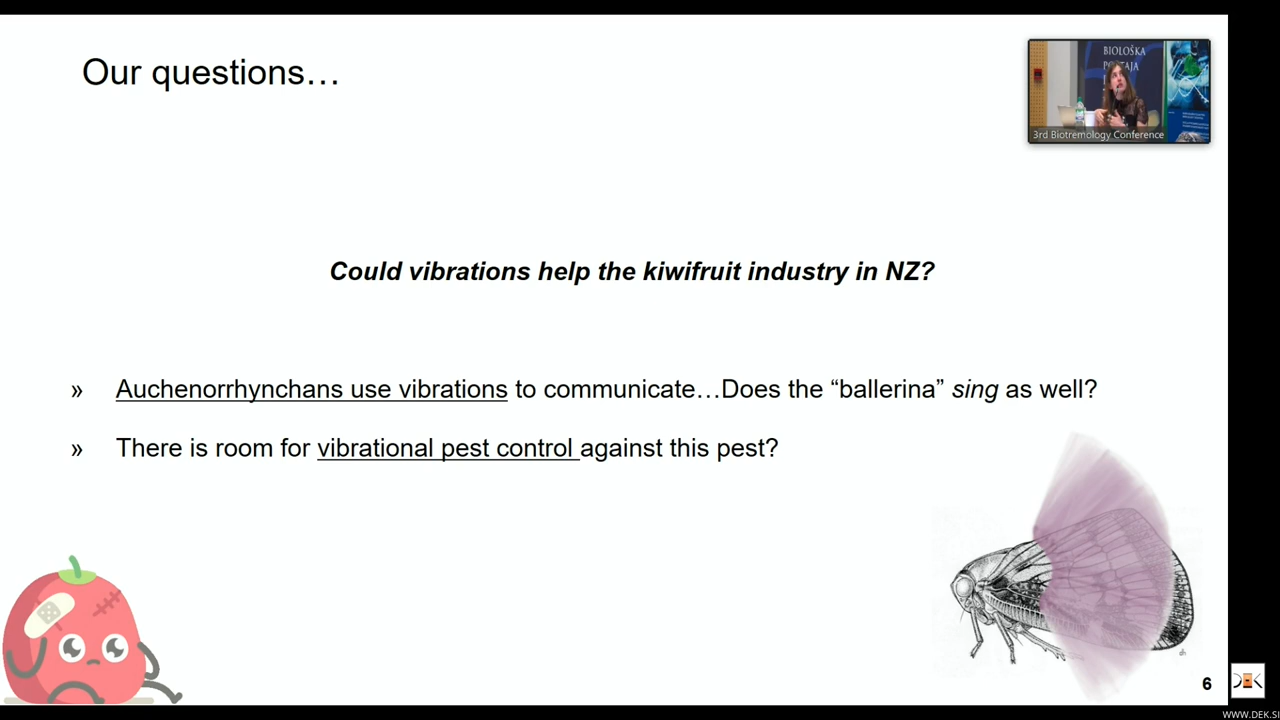 Our questions…
BIOLOŠKA
3rd Biotremology Conference
Could vibrations help the kiwifruit industry in NZ?
» Auchenorrhynchans use vibrations to communicate…Does the “ballerina” sing as well?
» There is room for vibrational pest control against this pest?
6
WWW.DEK.SI